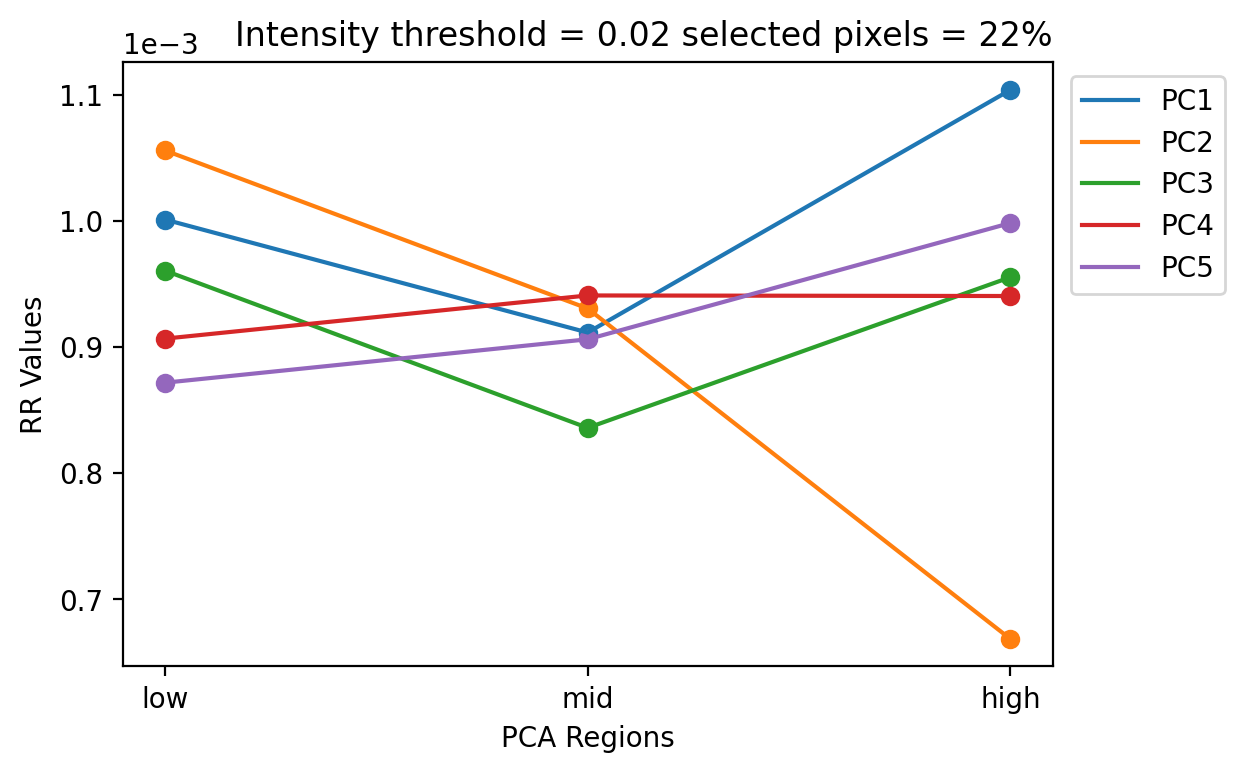 1e−3
Intensity threshold = 0.02 selected pixels = 22%
1.1
1.0
0.9
0.8
0.7
RR Values
low
mid
high
PCA Regions
PC1
PC2
PC3
PC4
PC5